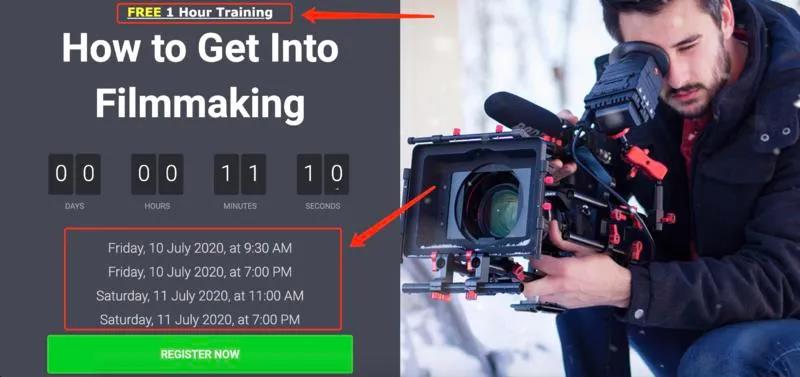 FREE 1 Hour Training
How to Get Into
Filmmaking
00 00 11 10
DAYS HOURS MINUTES SECONDS
Friday, 10 July 2020, at 9:30 AM
Friday, 10 July 2020, at 7:00 PM
Saturday, 11 July 2020, at 11:00 AM
Saturday, 11 July 2020, at 7:00 PM
REGISTER NOW